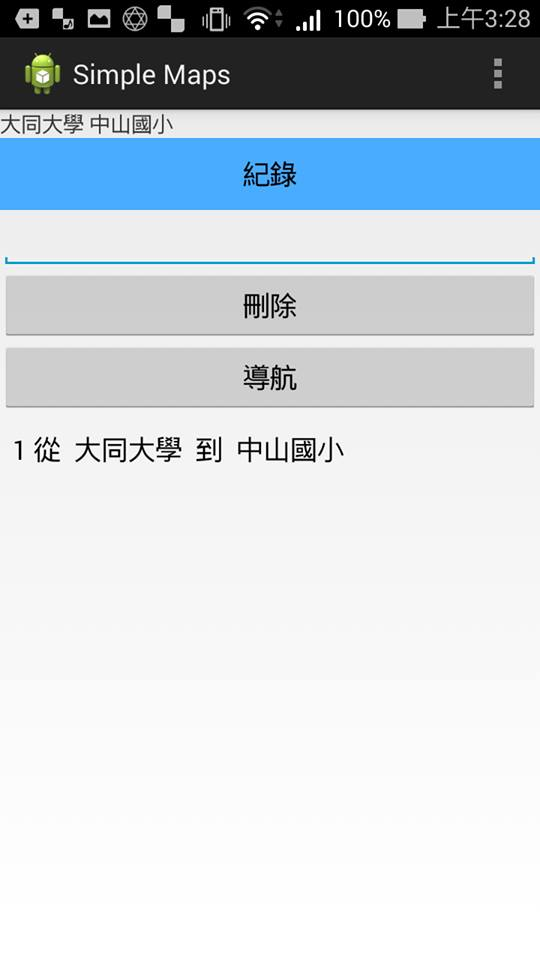 100% 上午3:28
Simple Maps
大同大學 中山國小
紀錄
刪除
導航
1 從 大同大學 到 中山國小